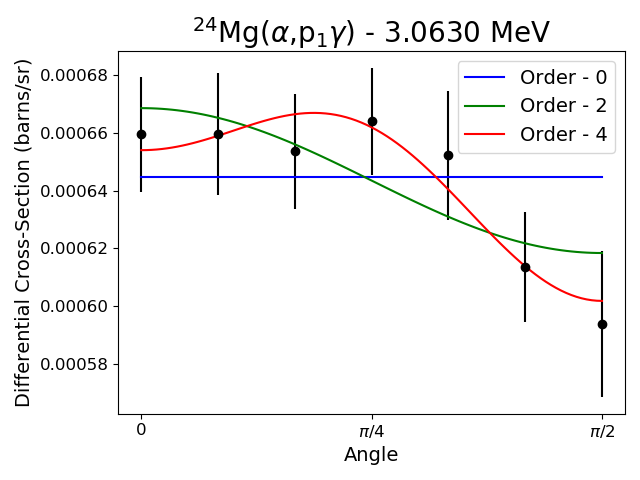 ²⁴Mg(α,p₁γ) - 3.0630 MeV
Order - 0
Order - 2
Order - 4
Differential Cross-Section (barns/sr)
0.00068
0.00066
0.00064
0.00062
0.00060
0.00058
0
π/4
π/2
Angle